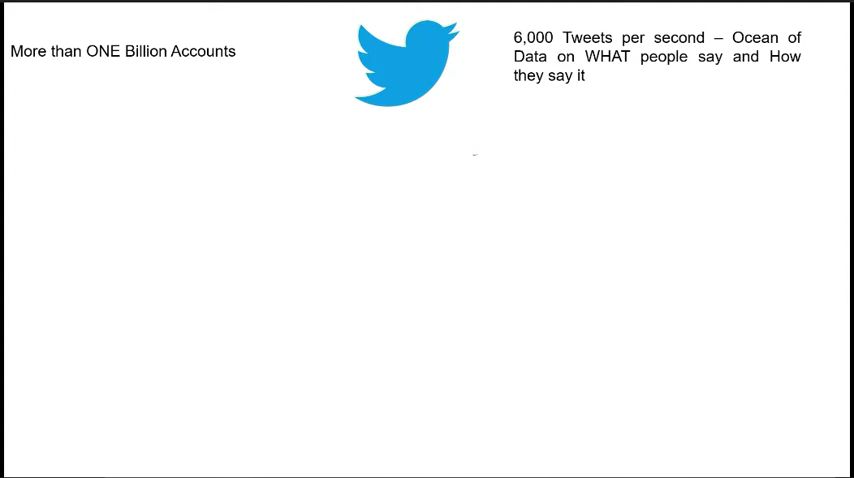 More than ONE Billion Accounts
6,000 Tweets per second – Ocean of
Data on WHAT people say and How
they say it